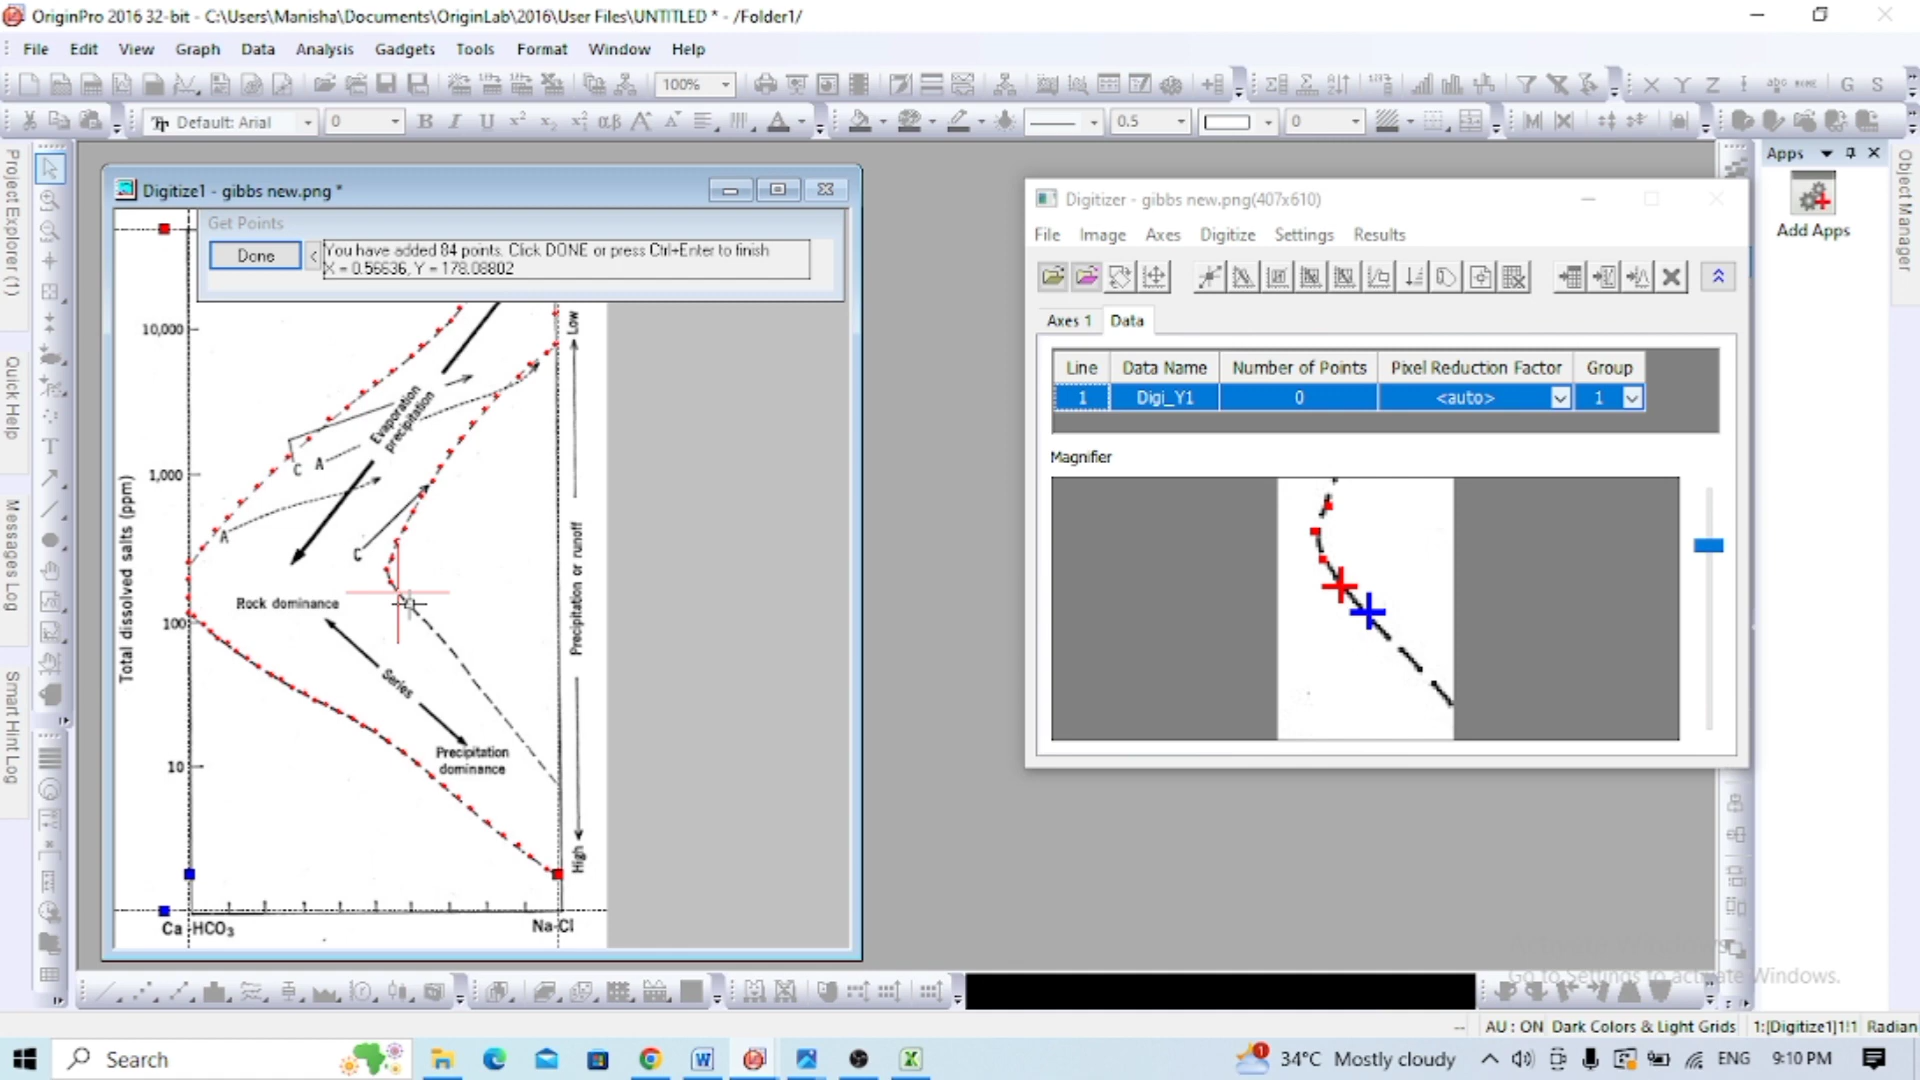 OriginPro 2016 32-bit - C:\Users\Manisha\Documents\OriginLab\2016\User Files\UNTITLED * - /Folder1/
File Edit View Graph Data Analysis Gadgets Tools Format Window Help
100%
Default: Arial 0 B I U 0.5 0
Project Explorer (1)
Quick Help
Messages Log
Smart Hint Log
Digitize1 - gibbs new.png *
Get Points
Done
You have added 84 points. Click DONE or press Ctrl+Enter to finish
X = 0.56636, Y = 178.08802
10,000
1,000
100
10
Total dissolved salts (ppm)
Evaporation
precipitation
C A
A
C
Rock dominance
Series
Precipitation
dominance
Low
Precipitation or runoff
High
Ca-HCO₃
Na-Cl
Digitizer - gibbs new.png(407x610)
File Image Axes Digitize Settings Results
Axes 1 Data
Line Data Name Number of Points Pixel Reduction Factor Group
1 Digi_Y1 0 <auto> 1
Magnifier
Apps
Add Apps
Object Manager
Go to Settings to activate Windows.
-- AU : ON Dark Colors & Light Grids 1:[Digitize1]1!1 Radian
Search
34°C Mostly cloudy
ENG 9:10 PM